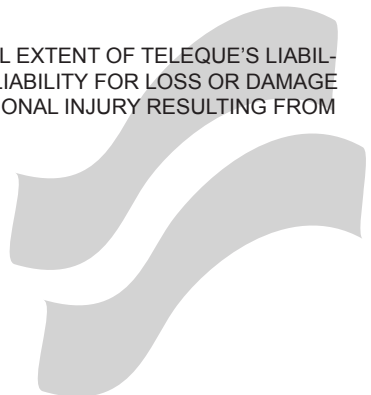 L EXTENT OF TELEQUE'S LIABIL-
LIABILITY FOR LOSS OR DAMAGE
ONAL INJURY RESULTING FROM